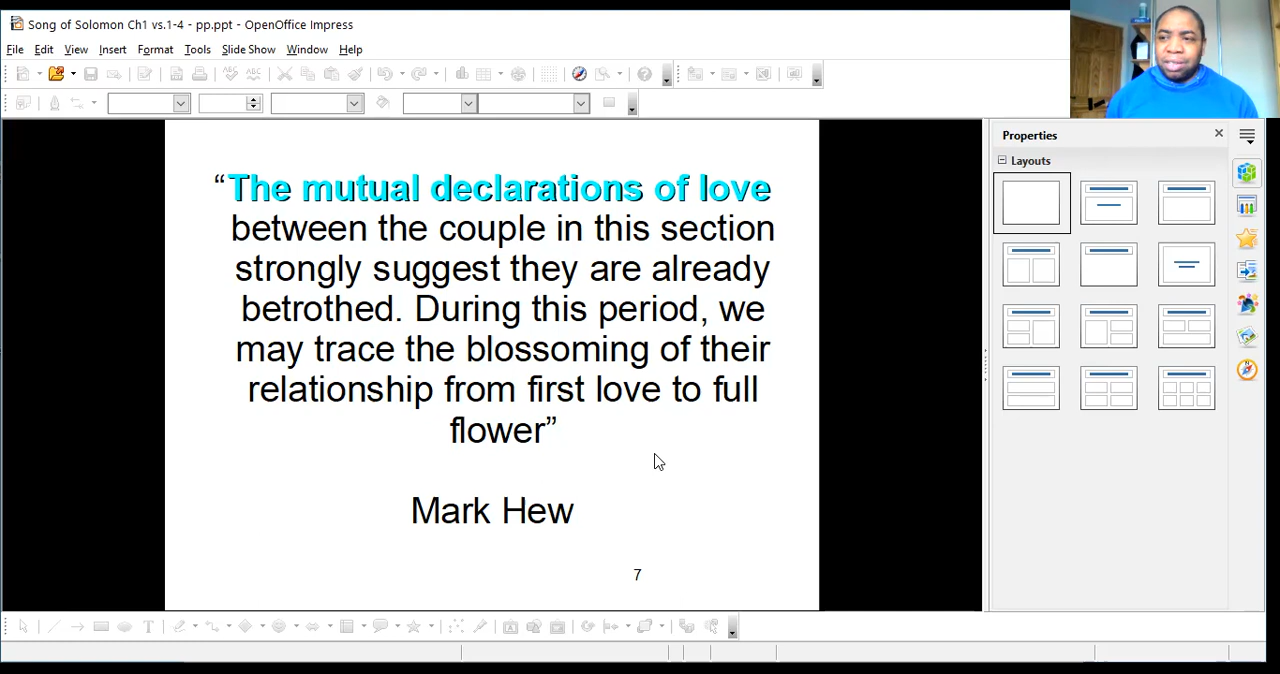 Song of Solomon Ch1 vs.1-4 - pp.ppt - OpenOffice Impress
File Edit View Insert Format Tools Slide Show Window Help
Properties
Layouts
“The mutual declarations of love
between the couple in this section
strongly suggest they are already
betrothed. During this period, we
may trace the blossoming of their
relationship from first love to full
flower”
Mark Hew
7